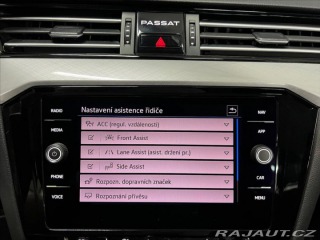 PASSAT
Nastavení asistence řidiče
RADIO
NAV
ACC (regul. vzdálenosti)
MEDIA
APP
Front Assist
Lane Assist (asist. držení pr.)
Side Assist
PHONE
CAR
Rozpozn. dopravních značek
VOICE
MENU
Rozpoznání přívěsu
RAJAUT.CZ